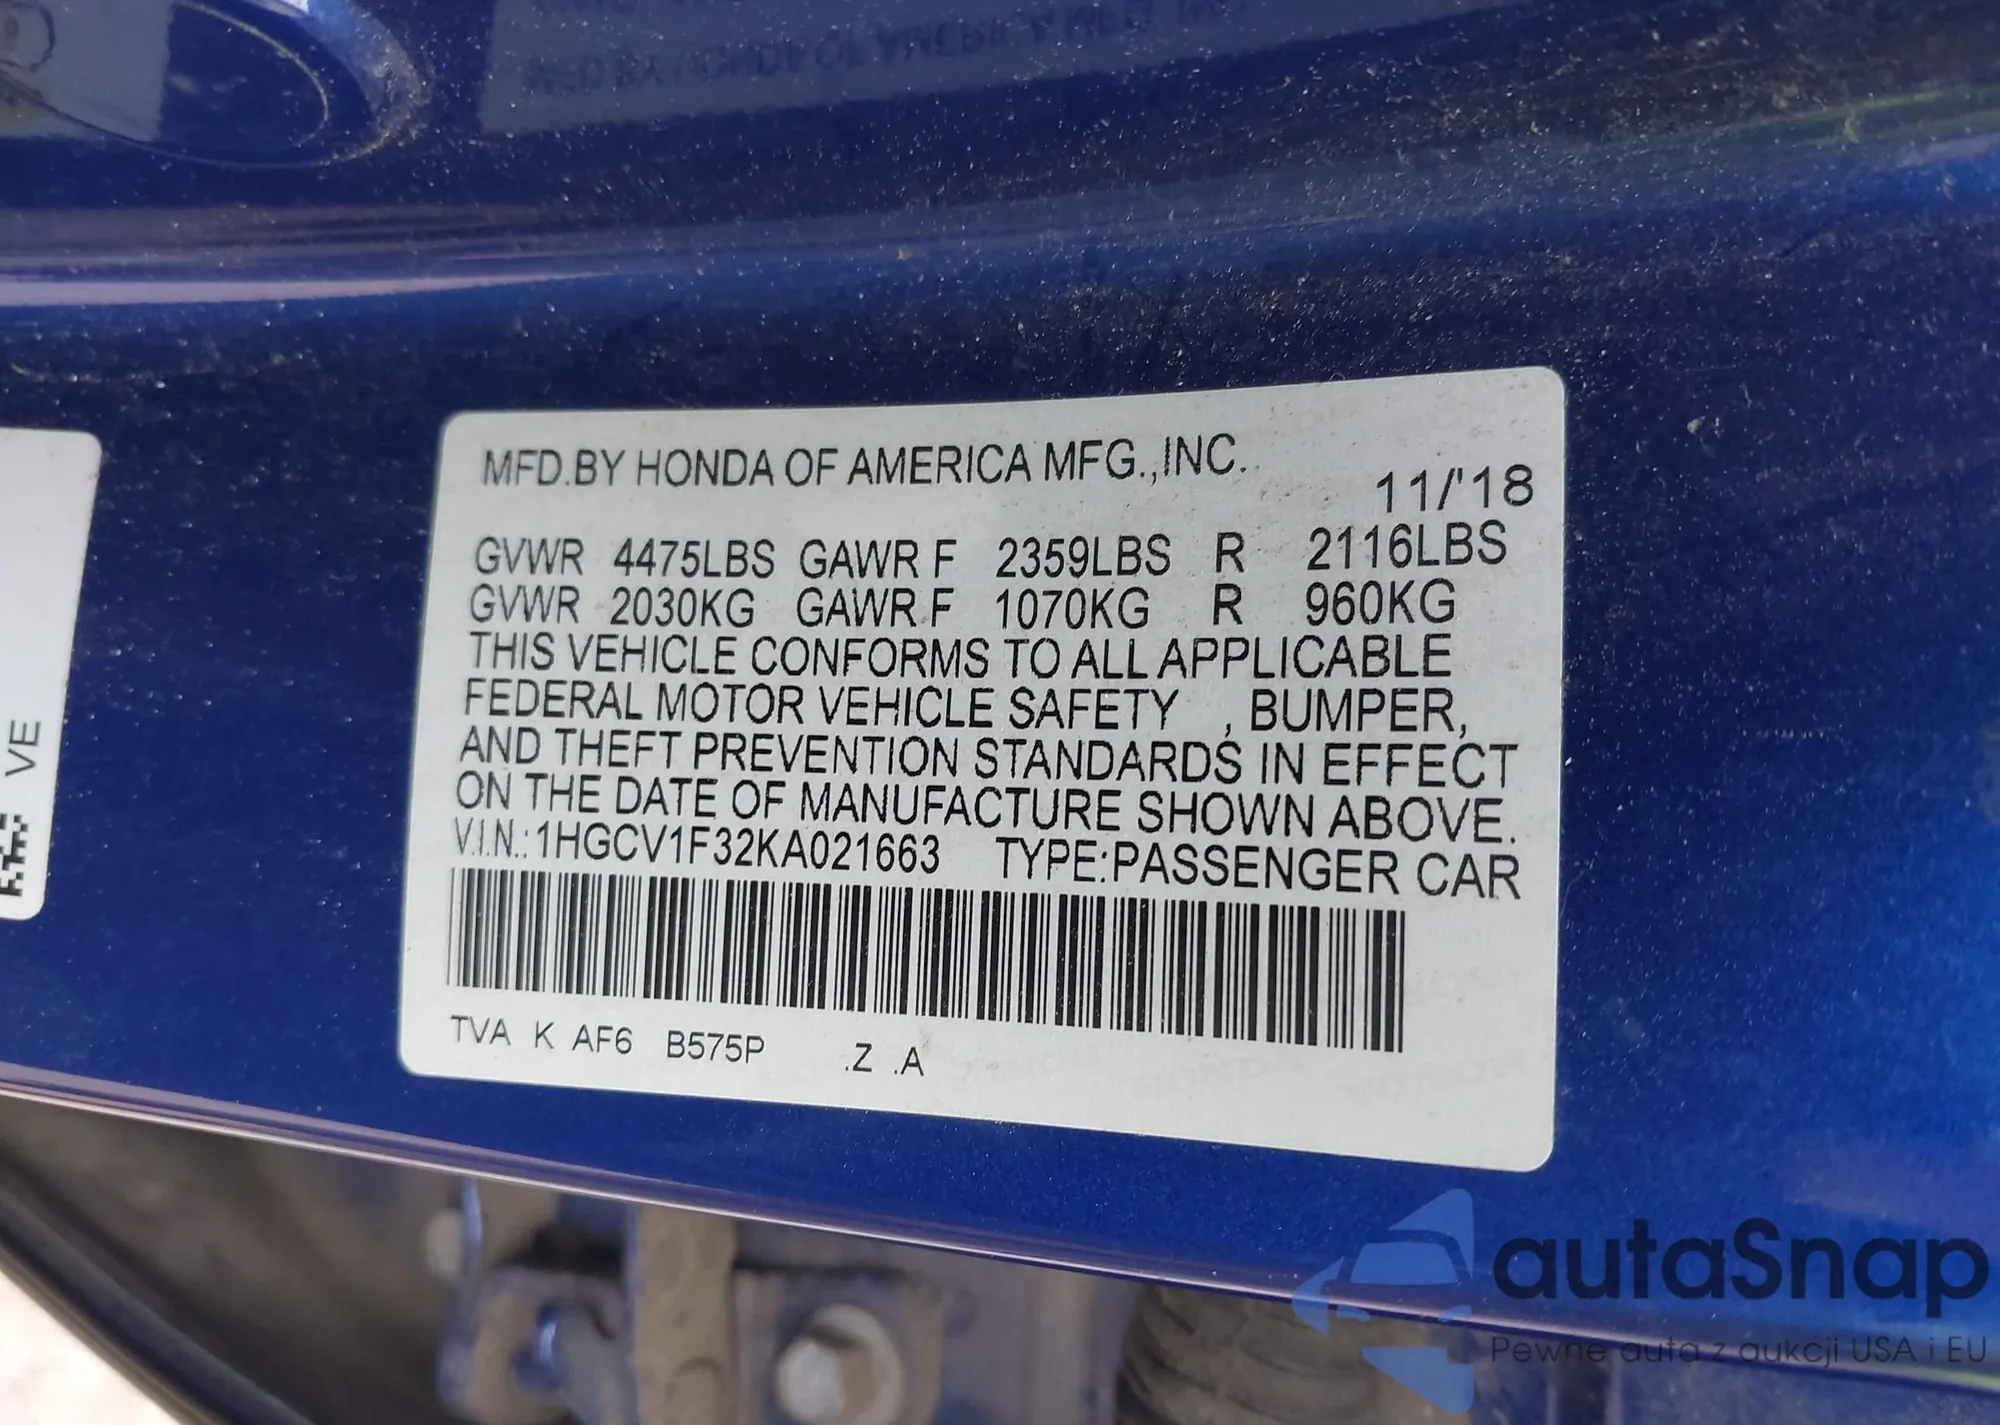 MFD.BY HONDA OF AMERICA MFG.,INC.
11/'18
GVWR 4475LBS GAWR F 2359LBS R 2116LBS
GVWR 2030KG GAWR.F 1070KG R 960KG
THIS VEHICLE CONFORMS TO ALL APPLICABLE
FEDERAL MOTOR VEHICLE SAFETY , BUMPER,
AND THEFT PREVENTION STANDARDS IN EFFECT
ON THE DATE OF MANUFACTURE SHOWN ABOVE.
V.I.N.: 1HGCV1F32KA021663 TYPE:PASSENGER CAR
TVA K AF6 B575P .Z .A
VE
autaSnap
Pewne auta z aukcji USA i EU